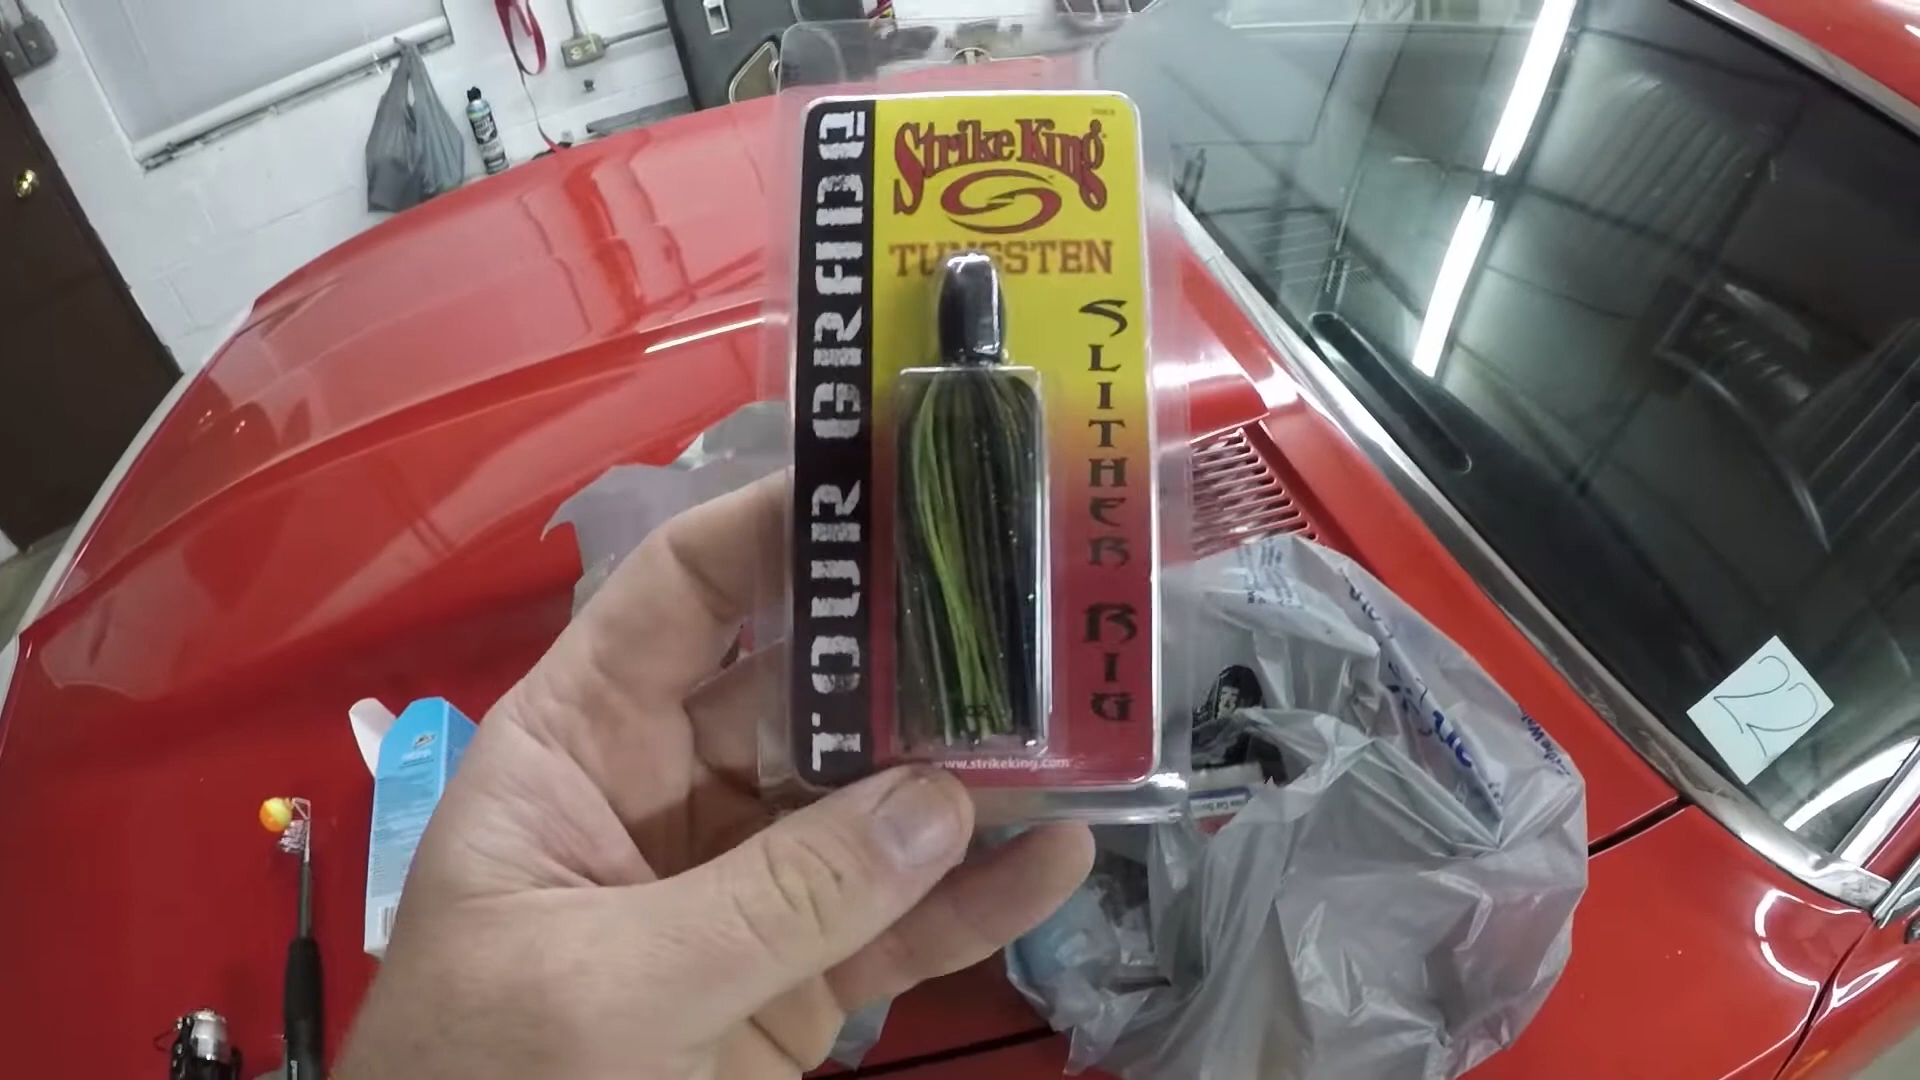 Strike King
TUNGSTEN
TOUR GRADE
SLITHER RIG
www.strikeking.com
22